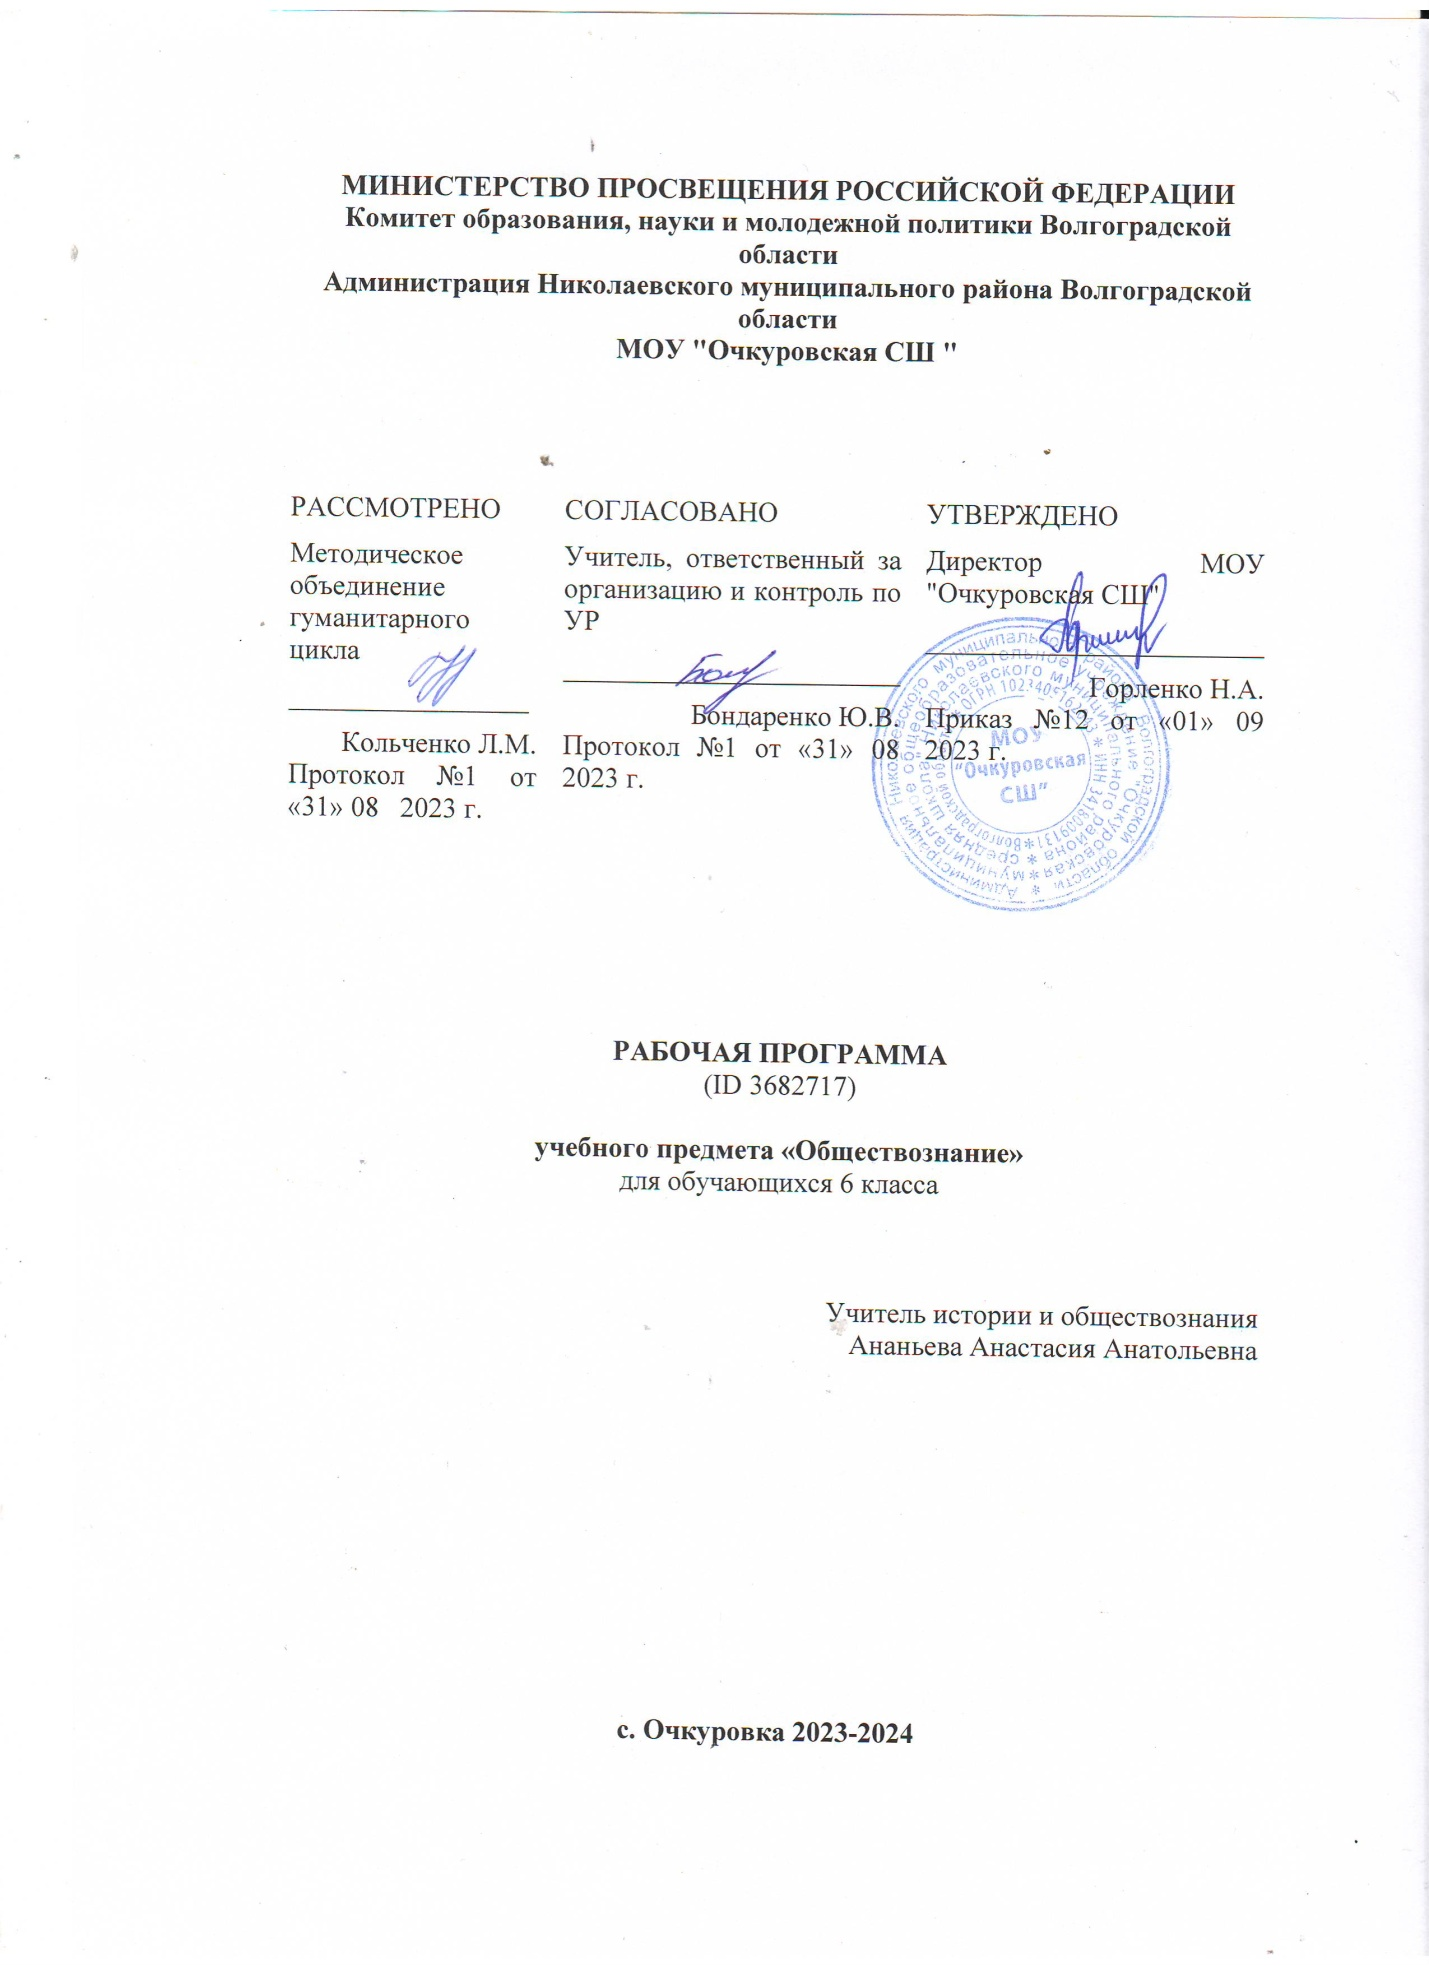 МИНИСТЕРСТВО ПРОСВЕЩЕНИЯ РОССИЙСКОЙ ФЕДЕРАЦИИ
Комитет образования, науки и молодежной политики Волгоградской
области
Администрация Николаевского муниципального района Волгоградской
области
МОУ "Очкуровская СШ "
РАССМОТРЕНО
Методическое
объединение
гуманитарного
цикла
Кольченко Л.М.
Протокол №1 от
«31» 08 2023 г.
СОГЛАСОВАНО
Учитель, ответственный за
организацию и контроль по
УР
Бондаренко Ю.В.
Протокол №1 от «31» 08
2023 г.
УТВЕРЖДЕНО
Директор МОУ
"Очкуровская СШ"
Горленко Н.А.
Приказ №12 от «01» 09
2023 г.
МОУ
"Очкуровская
СШ"
РАБОЧАЯ ПРОГРАММА
(ID 3682717)
учебного предмета «Обществознание»
для обучающихся 6 класса
Учитель истории и обществознания
Ананьева Анастасия Анатольевна
с. Очкуровка 2023-2024